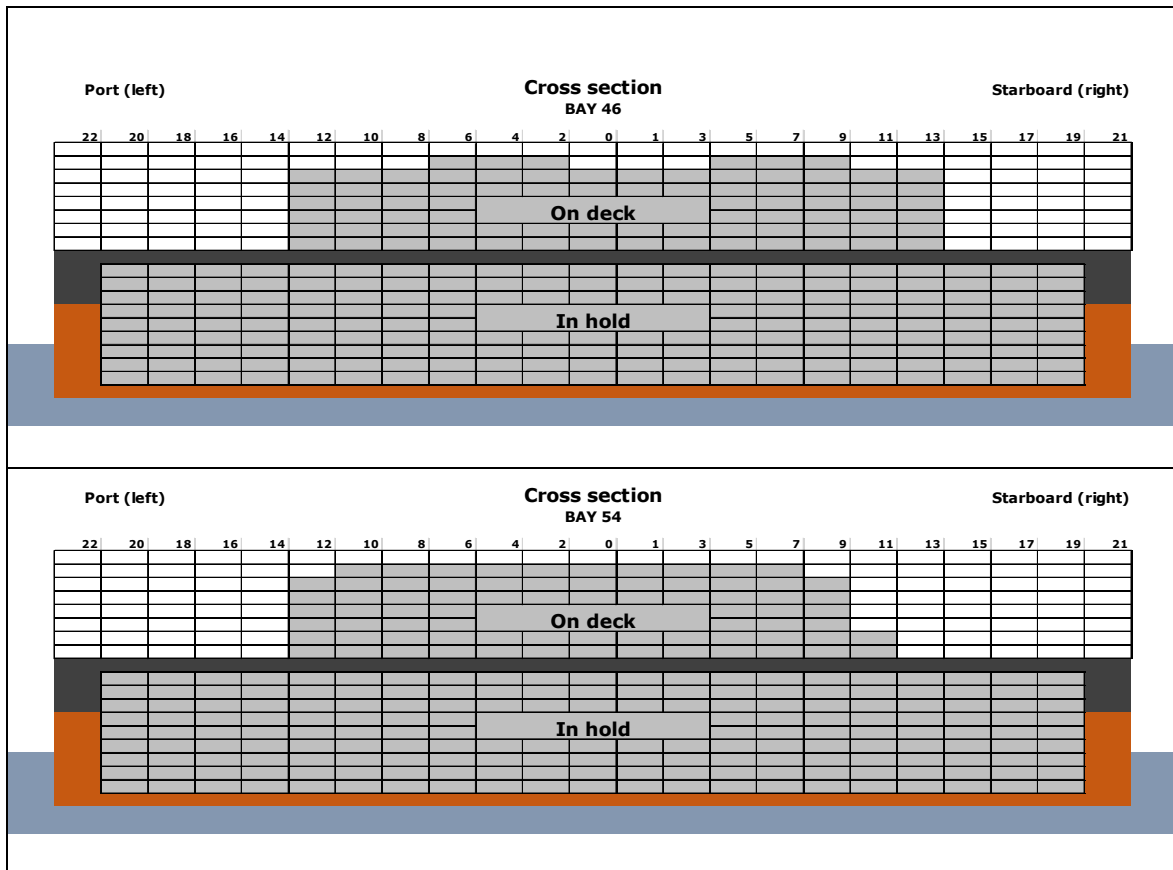 Port (left) Cross section Starboard (right)
BAY 46
22 20 18 16 14 12 10 8 6 4 2 0 1 3 5 7 9 11 13 15 17 19 21
On deck
In hold
Port (left) Cross section Starboard (right)
BAY 54
22 20 18 16 14 12 10 8 6 4 2 0 1 3 5 7 9 11 13 15 17 19 21
On deck
In hold